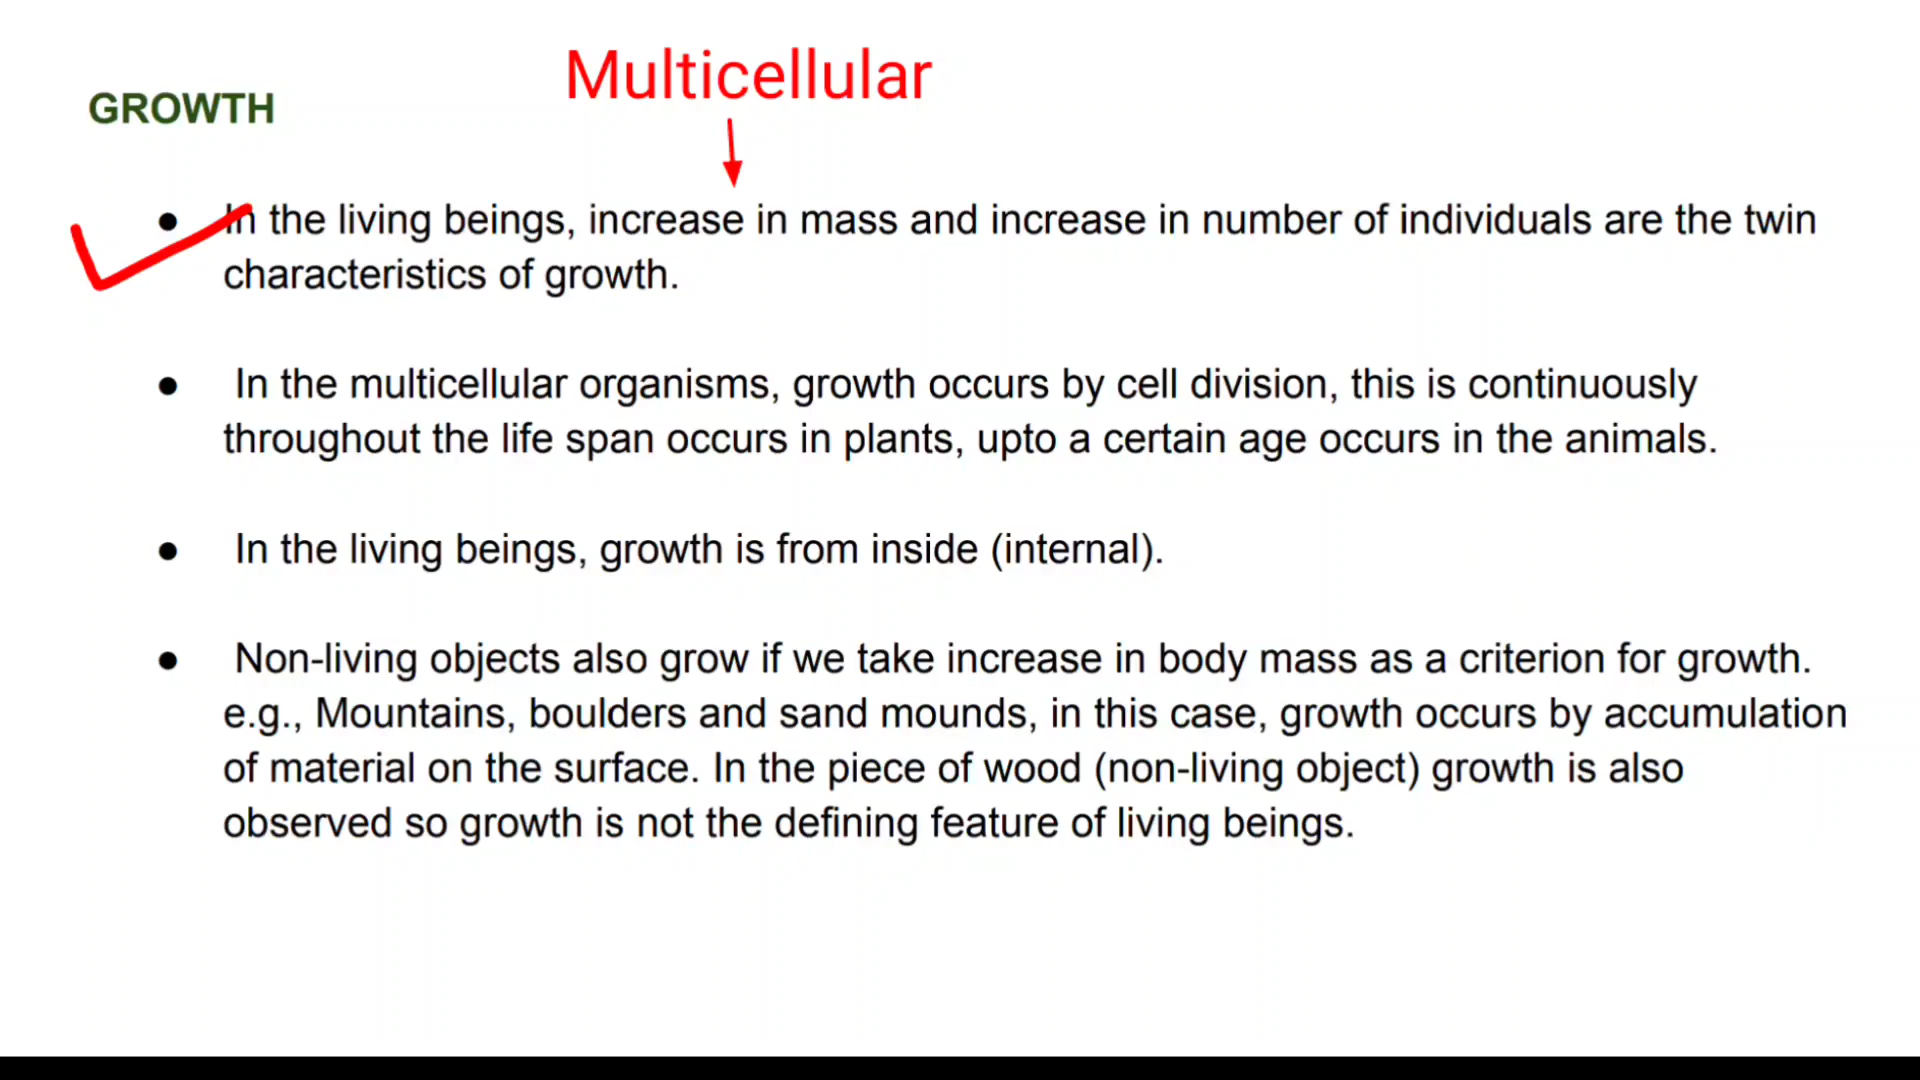 Multicellular
GROWTH
● In the living beings, increase in mass and increase in number of individuals are the twin
characteristics of growth.
● In the multicellular organisms, growth occurs by cell division, this is continuously
throughout the life span occurs in plants, upto a certain age occurs in the animals.
● In the living beings, growth is from inside (internal).
● Non-living objects also grow if we take increase in body mass as a criterion for growth.
e.g., Mountains, boulders and sand mounds, in this case, growth occurs by accumulation
of material on the surface. In the piece of wood (non-living object) growth is also
observed so growth is not the defining feature of living beings.